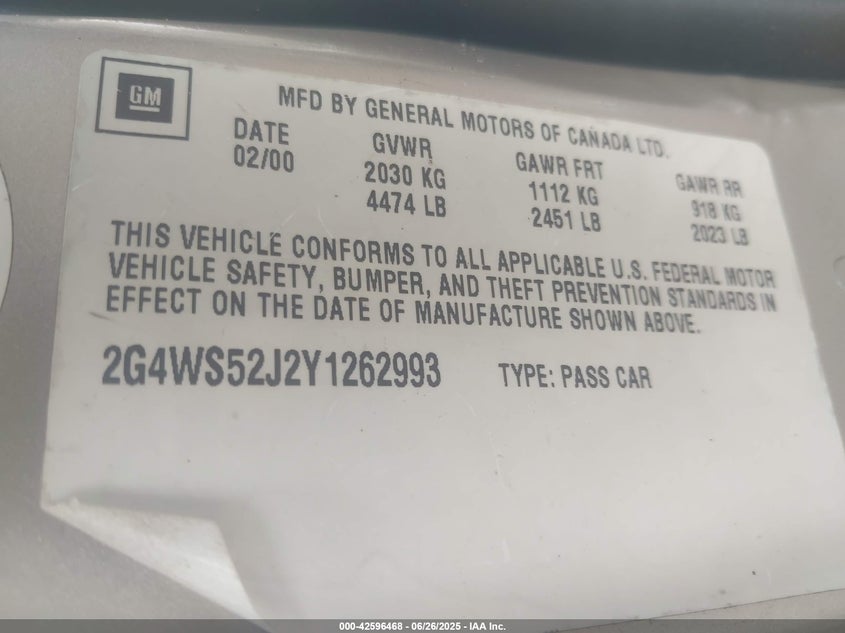 GM
MFD BY GENERAL MOTORS OF CANADA LTD.
DATE GVWR GAWR FRT GAWR RR
02/00 2030 KG 1112 KG 918 KG
4474 LB 2451 LB 2023 LB
THIS VEHICLE CONFORMS TO ALL APPLICABLE U.S. FEDERAL MOTOR
VEHICLE SAFETY, BUMPER, AND THEFT PREVENTION STANDARDS IN
EFFECT ON THE DATE OF MANUFACTURE SHOWN ABOVE.
2G4WS52J2Y1262993 TYPE: PASS CAR
000-42596468 - 06/26/2025 - IAA Inc.